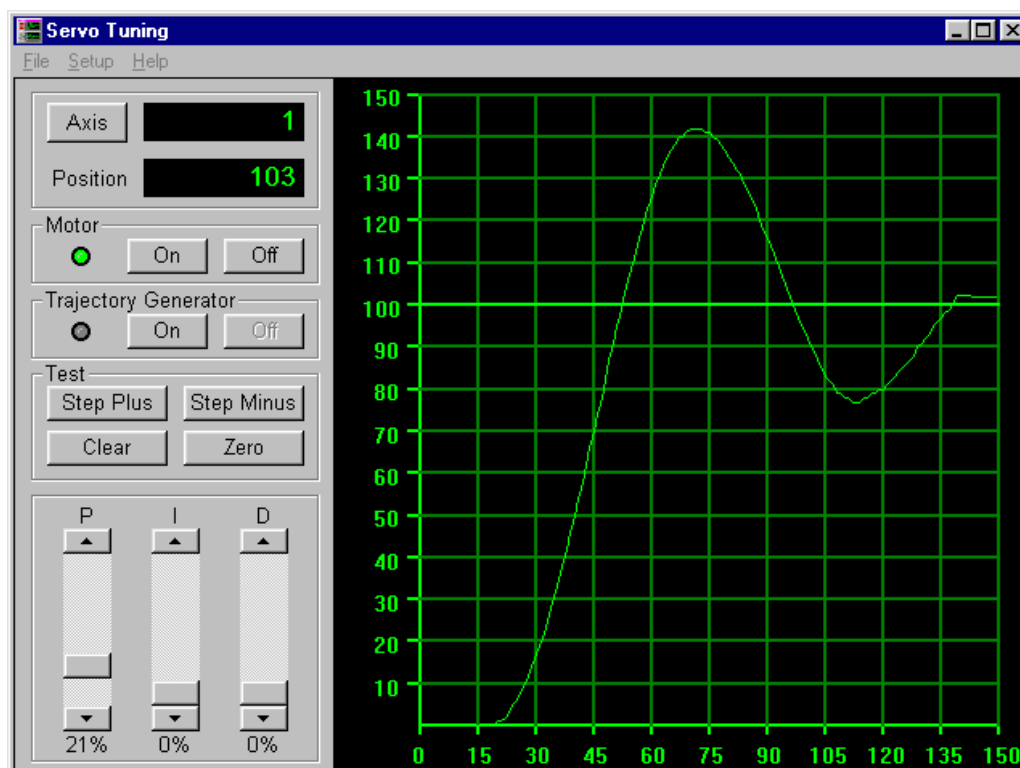 Servo Tuning
File Setup Help
Axis 1
Position 103
Motor
On Off
Trajectory Generator
On Off
Test
Step Plus Step Minus
Clear Zero
P I D
21% 0% 0%
150
140
130
120
110
100
90
80
70
60
50
40
30
20
10
0 15 30 45 60 75 90 105 120 135 150